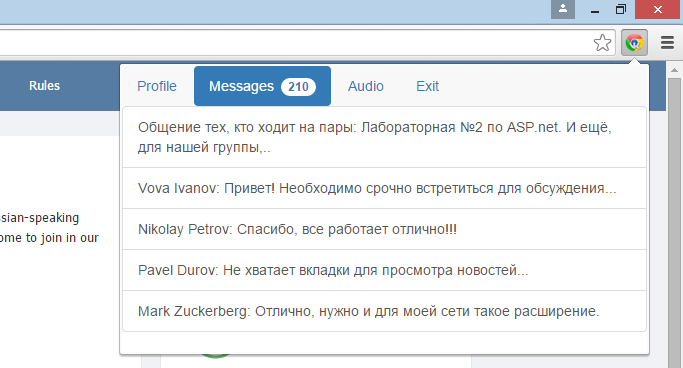 Rules
Profile
Messages 210
Audio
Exit
Общение тех, кто ходит на пары: Лабораторная №2 по ASP.net. И ещё,
для нашей группы,..
Vova Ivanov: Привет! Необходимо срочно встретиться для обсуждения...
ssian-speaking
ome to join in our
Nikolay Petrov: Спасибо, все работает отлично!!!
Pavel Durov: Не хватает вкладки для просмотра новостей...
Mark Zuckerberg: Отлично, нужно и для моей сети такое расширение.